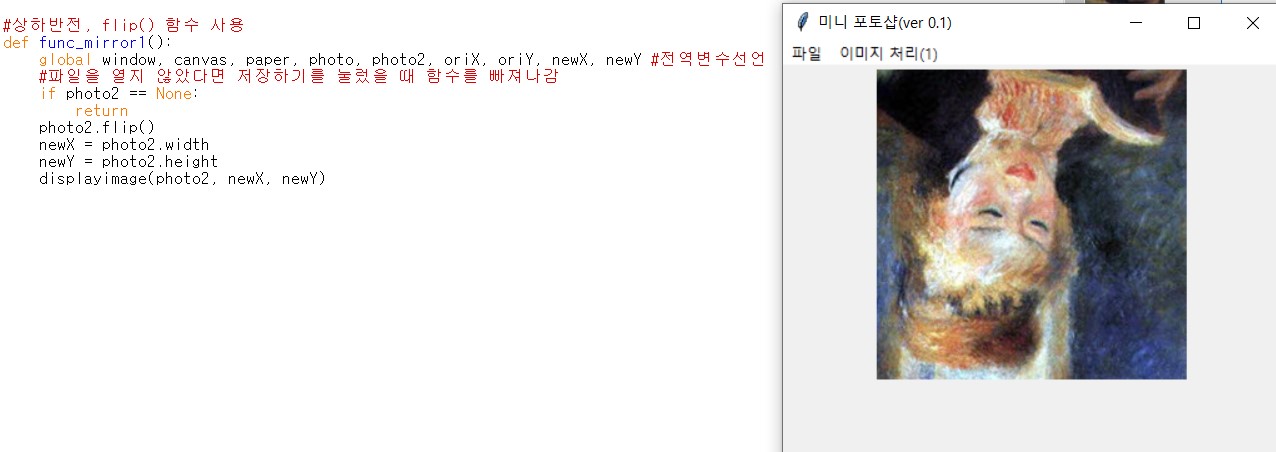 #상하반전, flip() 함수 사용
def func_mirror1():
    global window, canvas, paper, photo, photo2, oriX, oriY, newX, newY #전역변수선언
    #파일을 열지 않았다면 저장하기를 눌렀을 때 함수를 빠져나감
    if photo2 == None:
        return
    photo2.flip()
    newX = photo2.width
    newY = photo2.height
    displayimage(photo2, newX, newY)
미니 포토샵(ver 0.1)
파일 이미지 처리(1)